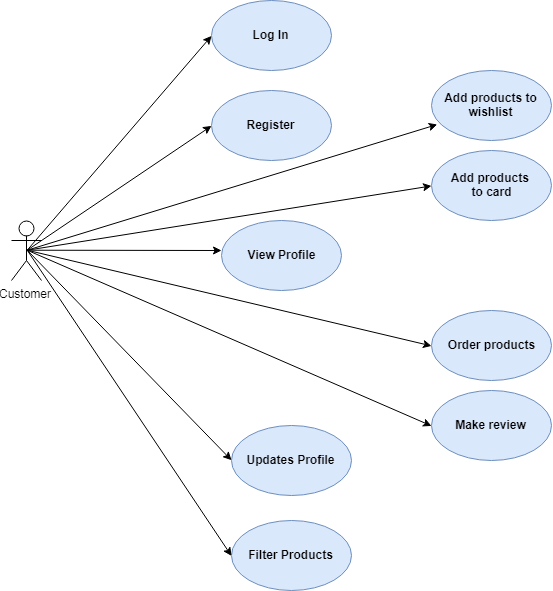 Log In
Add products to
wishlist
Register
Add products
to card
View Profile
Customer
Order products
Make review
Updates Profile
Filter Products